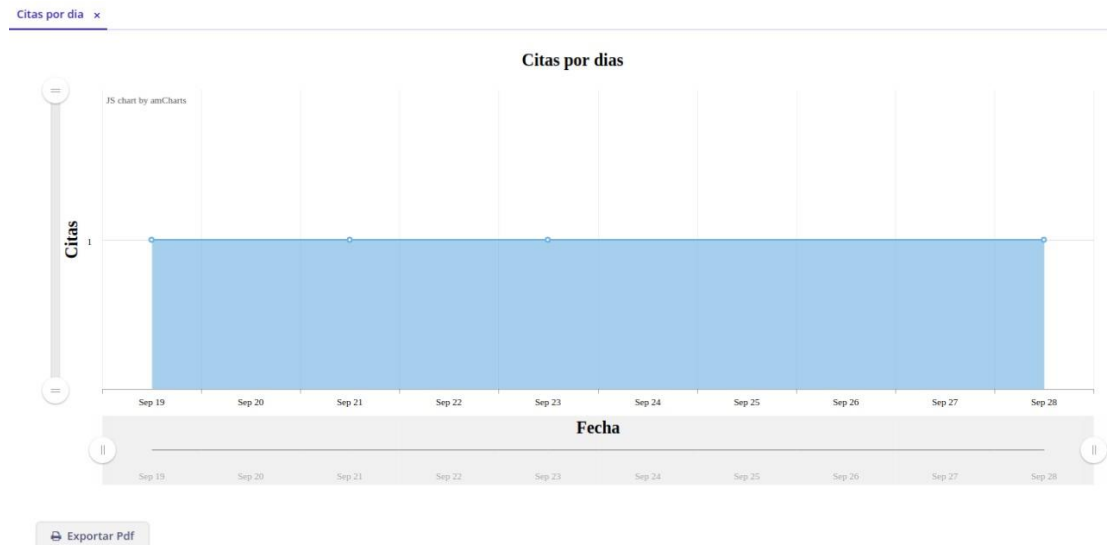 Citas por dia ×
Citas por dias
JS chart by amCharts
Citas
1
Sep 19 Sep 20 Sep 21 Sep 22 Sep 23 Sep 24 Sep 25 Sep 26 Sep 27 Sep 28
Fecha
Sep 19 Sep 20 Sep 21 Sep 22 Sep 23 Sep 24 Sep 25 Sep 26 Sep 27 Sep 28
Exportar Pdf